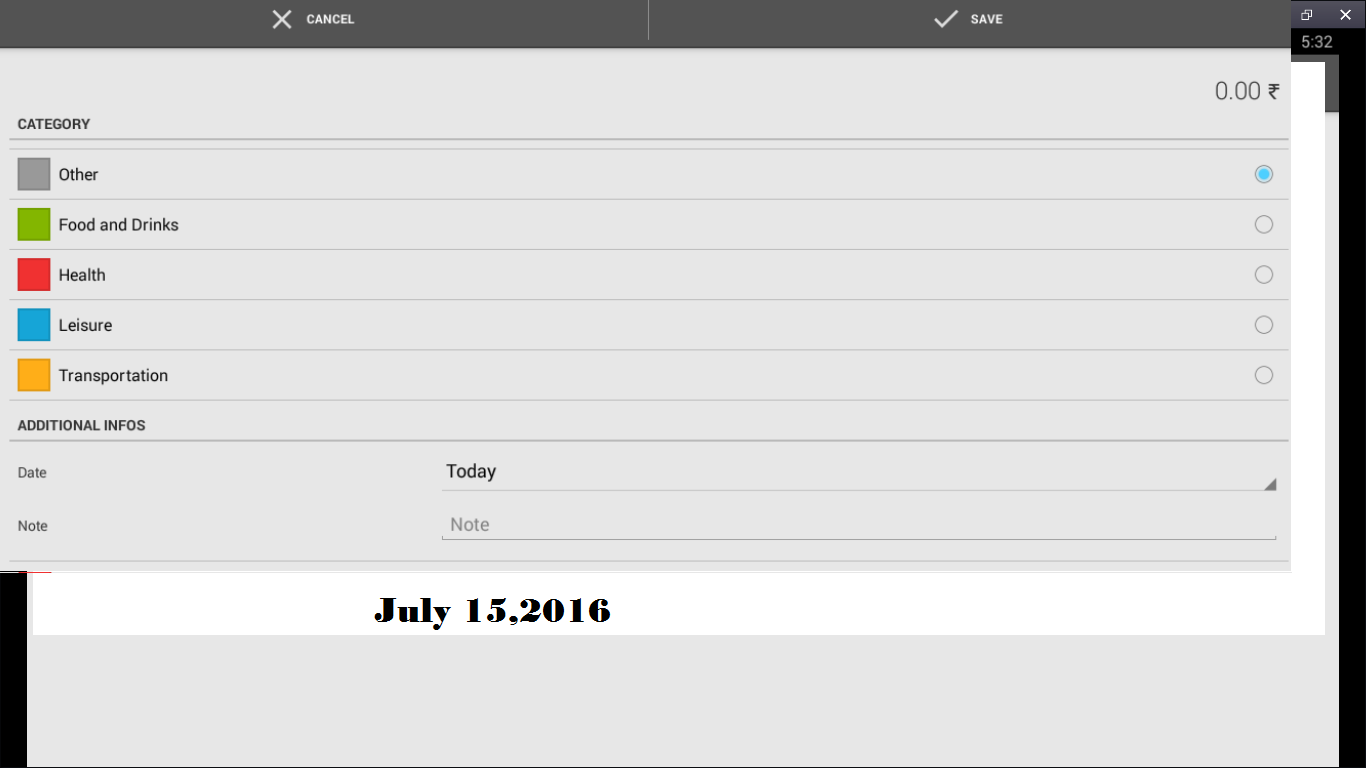 CANCEL SAVE
5:32
0.00 ₹
CATEGORY
Other
Food and Drinks
Health
Leisure
Transportation
ADDITIONAL INFOS
Date Today
Note Note
July 15,2016